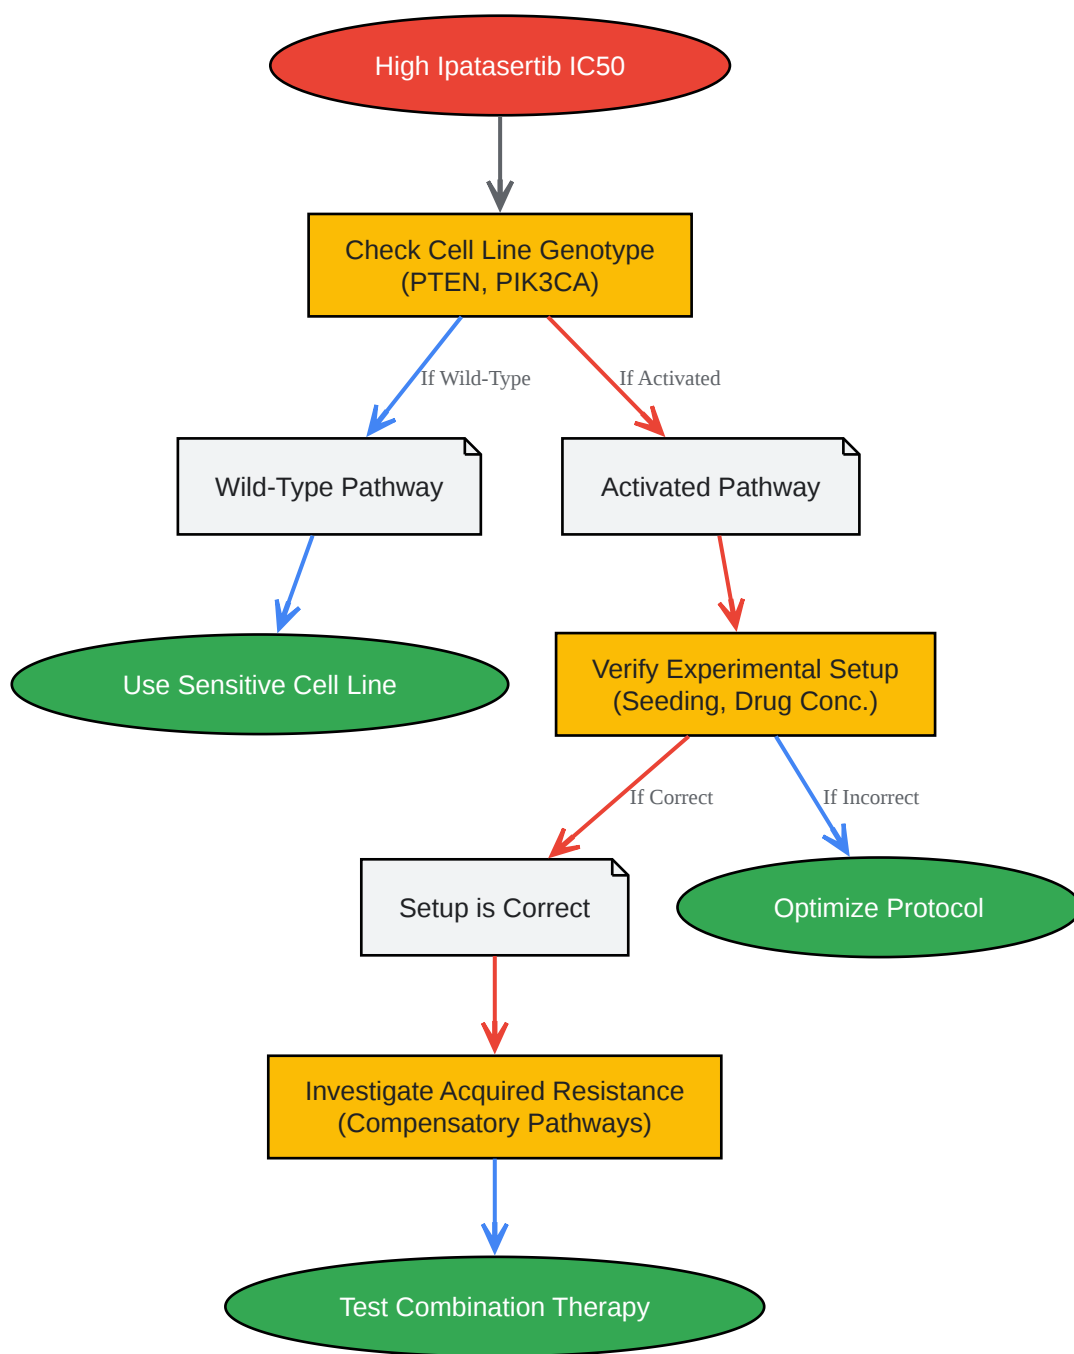 High Ipatasertib IC50
Check Cell Line Genotype
(PTEN, PIK3CA)
If Wild-Type
If Activated
Wild-Type Pathway
Activated Pathway
Use Sensitive Cell Line
Verify Experimental Setup
(Seeding, Drug Conc.)
If Correct
If Incorrect
Setup is Correct
Optimize Protocol
Investigate Acquired Resistance
(Compensatory Pathways)
Test Combination Therapy